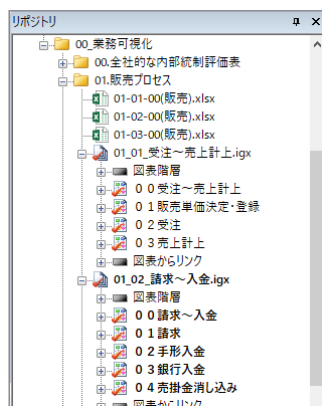 リポジトリ
00_業務可視化
00.全社的な内部統制評価表
01.販売プロセス
01-01-00(販売).xlsx
01-02-00(販売).xlsx
01-03-00(販売).xlsx
01_01_受注～売上計上.igx
図表階層
００受注～売上計上
０１販売単価決定・登録
０２受注
０３売上計上
図表からリンク
01_02_請求～入金.igx
図表階層
００請求～入金
０１請求
０２手形入金
０３銀行入金
０４売掛金消し込み
図表からリンク